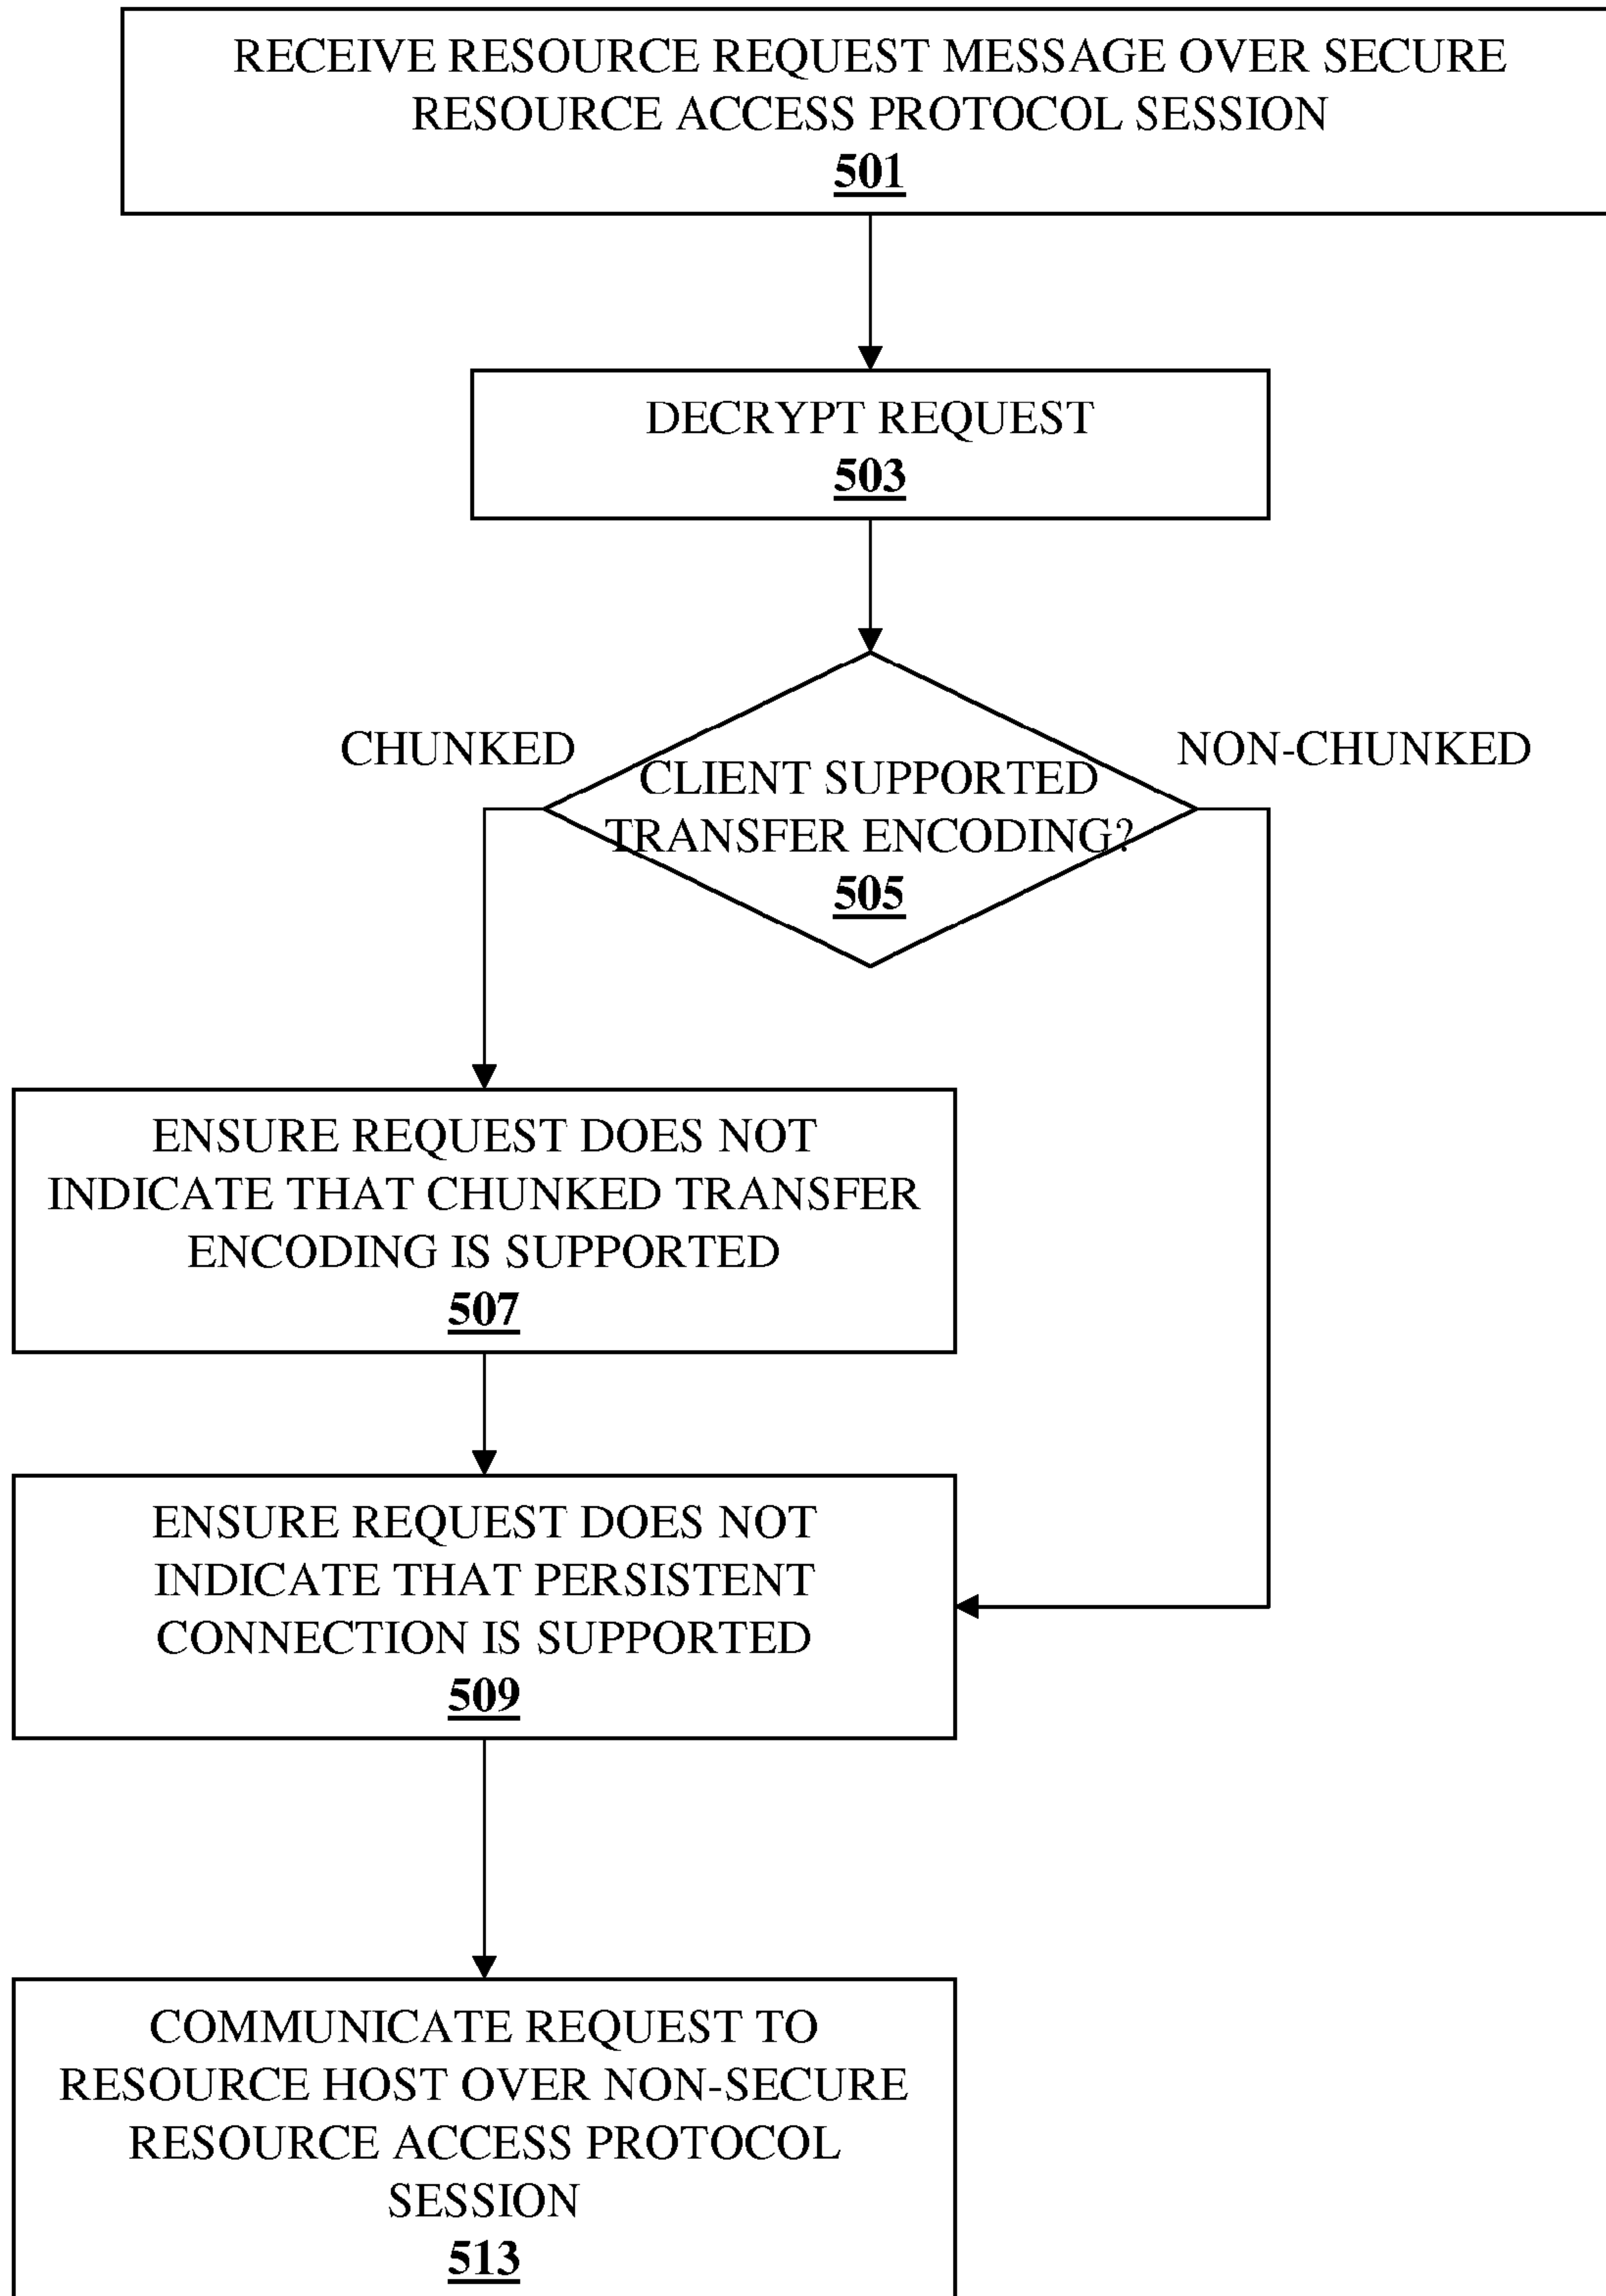 RECEIVE RESOURCE REQUEST MESSAGE OVER SECURE
RESOURCE ACCESS PROTOCOL SESSION
501
DECRYPT REQUEST
503
CHUNKED
NON-CHUNKED
CLIENT SUPPORTED
TRANSFER ENCODING?
505
ENSURE REQUEST DOES NOT
INDICATE THAT CHUNKED TRANSFER
ENCODING IS SUPPORTED
507
ENSURE REQUEST DOES NOT
INDICATE THAT PERSISTENT
CONNECTION IS SUPPORTED
509
COMMUNICATE REQUEST TO
RESOURCE HOST OVER NON-SECURE
RESOURCE ACCESS PROTOCOL
SESSION
513